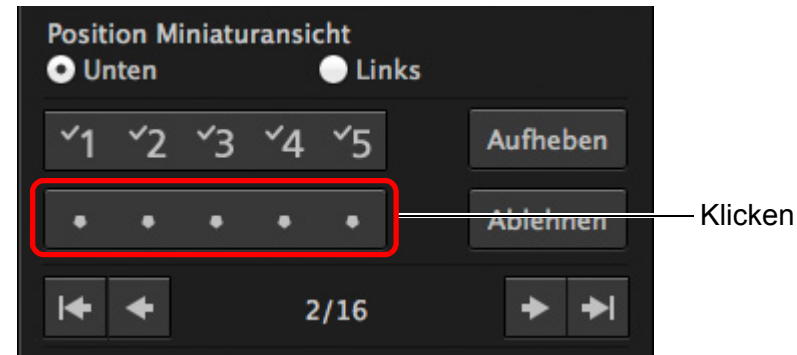 Position Miniaturansicht
Unten Links
✓1 ✓2 ✓3 ✓4 ✓5 Aufheben
Ablehnen Klicken
2/16